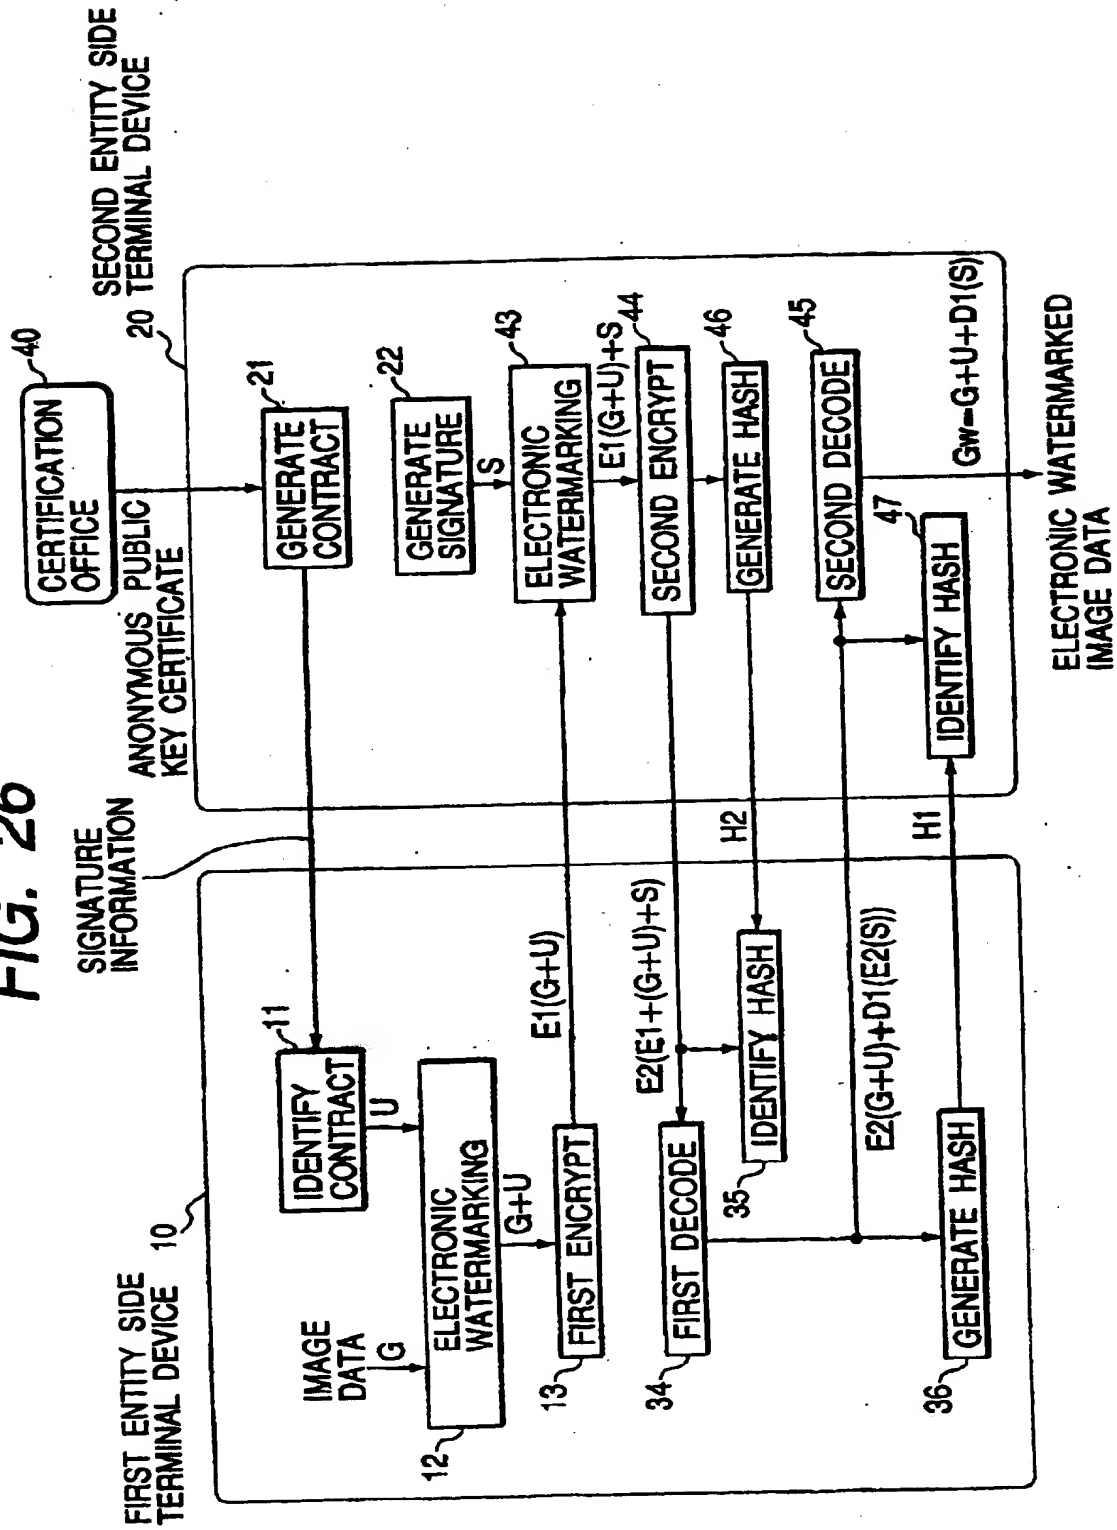 FIG. 26
FIRST ENTITY SIDE
TERMINAL DEVICE 10
SIGNATURE
INFORMATION
ANONYMOUS PUBLIC
KEY CERTIFICATE
CERTIFICATION
OFFICE
40
SECOND ENTITY SIDE
20 TERMINAL DEVICE
IDENTIFY
CONTRACT
11
GENERATE
CONTRACT
21
IMAGE
DATA
G
U
GENERATE
SIGNATURE
22
S
ELECTRONIC
WATERMARKING
12
G+U
ELECTRONIC
WATERMARKING
43
E1(G+U)
E1(G+U)+S
FIRST ENCRYPT
13
SECOND ENCRYPT
44
E2(E1+(G+U)+S)
FIRST DECODE
34
H2
GENERATE HASH
46
IDENTIFY HASH
35
SECOND DECODE
45
E2(G+U)+D1(E2(S))
H1
IDENTIFY HASH
47
GENERATE HASH
36
Gw=G+U+D1(S)
ELECTRONIC WATERMARKED
IMAGE DATA